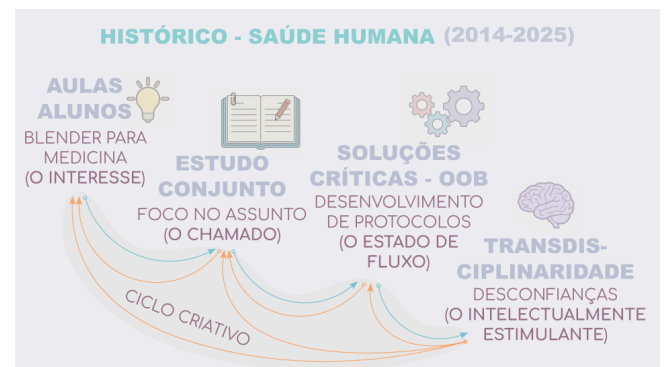 HISTÓRICO - SAÚDE HUMANA (2014-2025)
AULAS
ALUNOS
BLENDER PARA
MEDICINA
(O INTERESSE)
ESTUDO
CONJUNTO
FOCO NO ASSUNTO
(O CHAMADO)
SOLUÇÕES
CRÍTICAS - OOB
DESENVOLVIMENTO
DE PROTOCOLOS
(O ESTADO DE
FLUXO)
TRANSDIS-
CIPLINARIDADE
DESCONFIANÇAS
(O INTELECTUALMENTE
ESTIMULANTE)
CICLO CRIATIVO